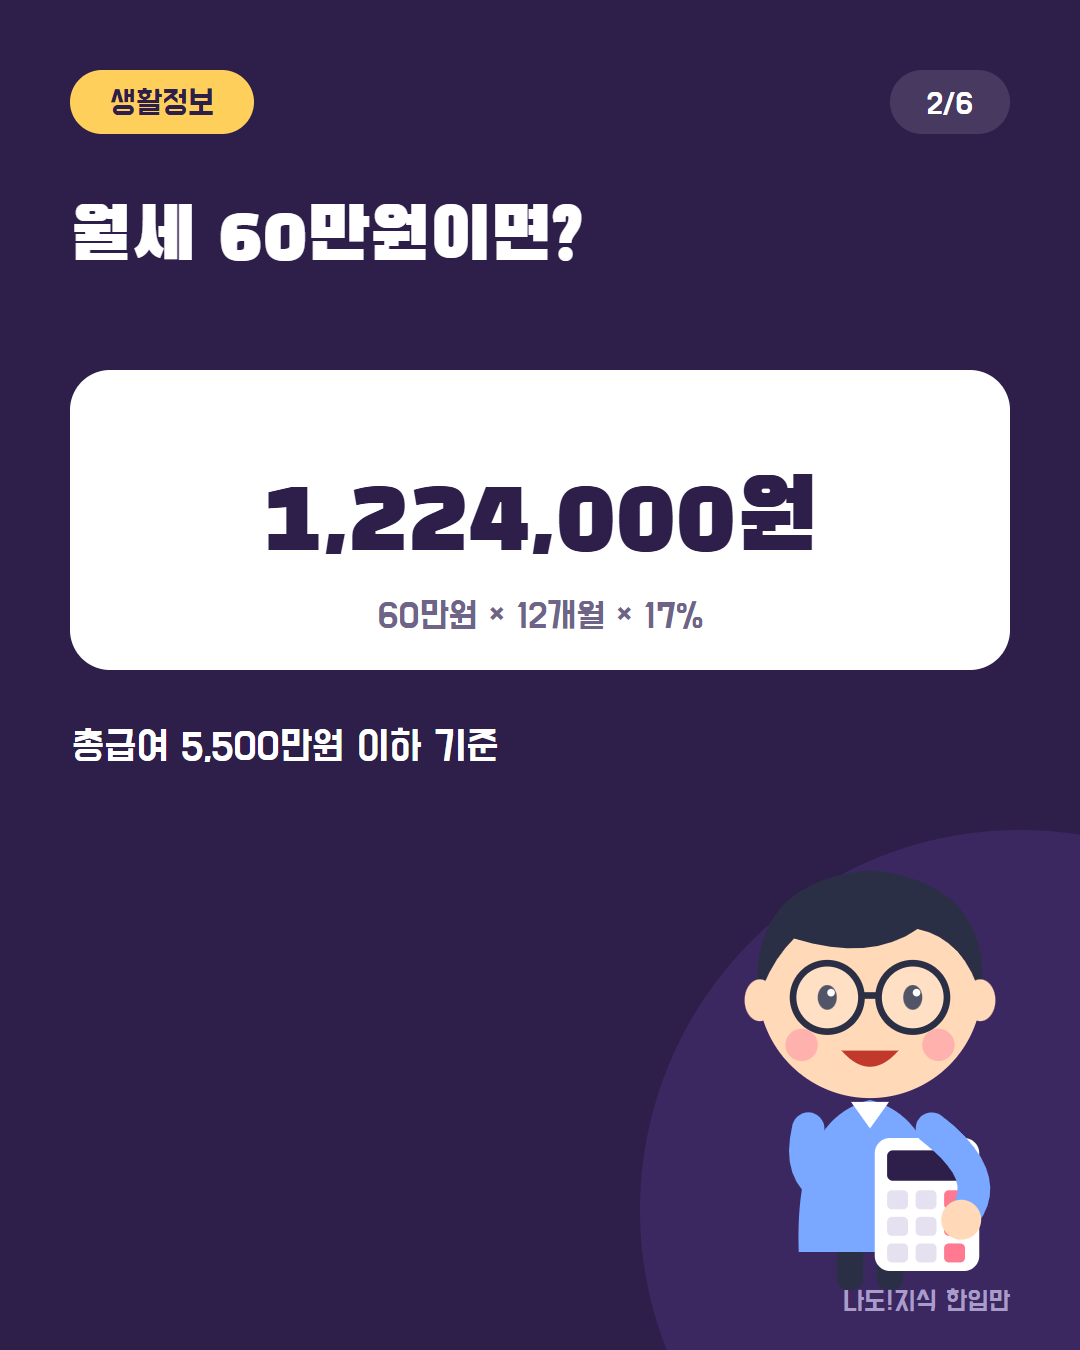 생활정보
2/6
월세 60만원이면?
1,224,000원
60만원 × 12개월 × 17%
총급여 5,500만원 이하 기준
나도!지식 한입만